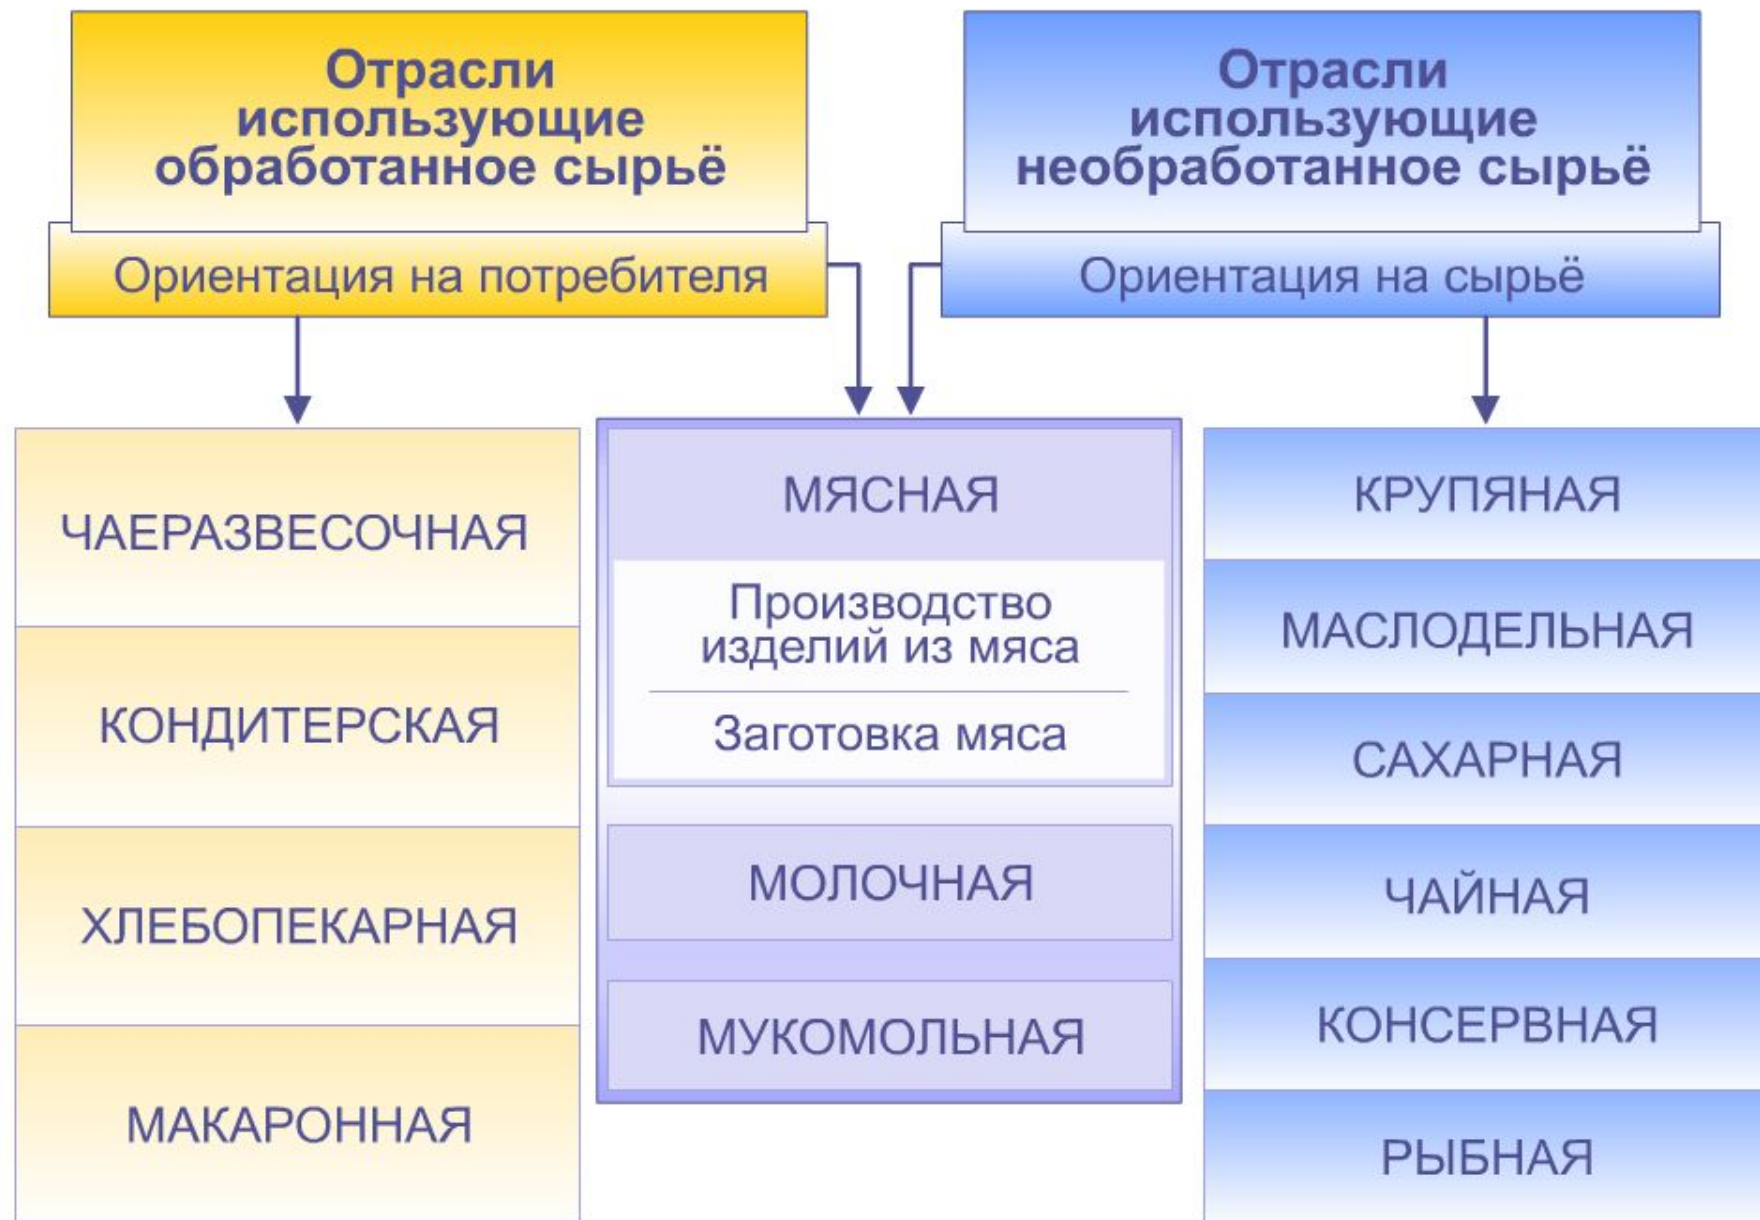 Отрасли
использующие
обработанное сырьё
Ориентация на потребителя
Отрасли
использующие
необработанное сырьё
Ориентация на сырьё
ЧАЕРАЗВЕСОЧНАЯ
КОНДИТЕРСКАЯ
ХЛЕБОПЕКАРНАЯ
МАКАРОННАЯ
МЯСНАЯ
Производство
изделий из мяса
Заготовка мяса
МОЛОЧНАЯ
МУКОМОЛЬНАЯ
КРУПЯНАЯ
МАСЛОДЕЛЬНАЯ
САХАРНАЯ
ЧАЙНАЯ
КОНСЕРВНАЯ
РЫБНАЯ